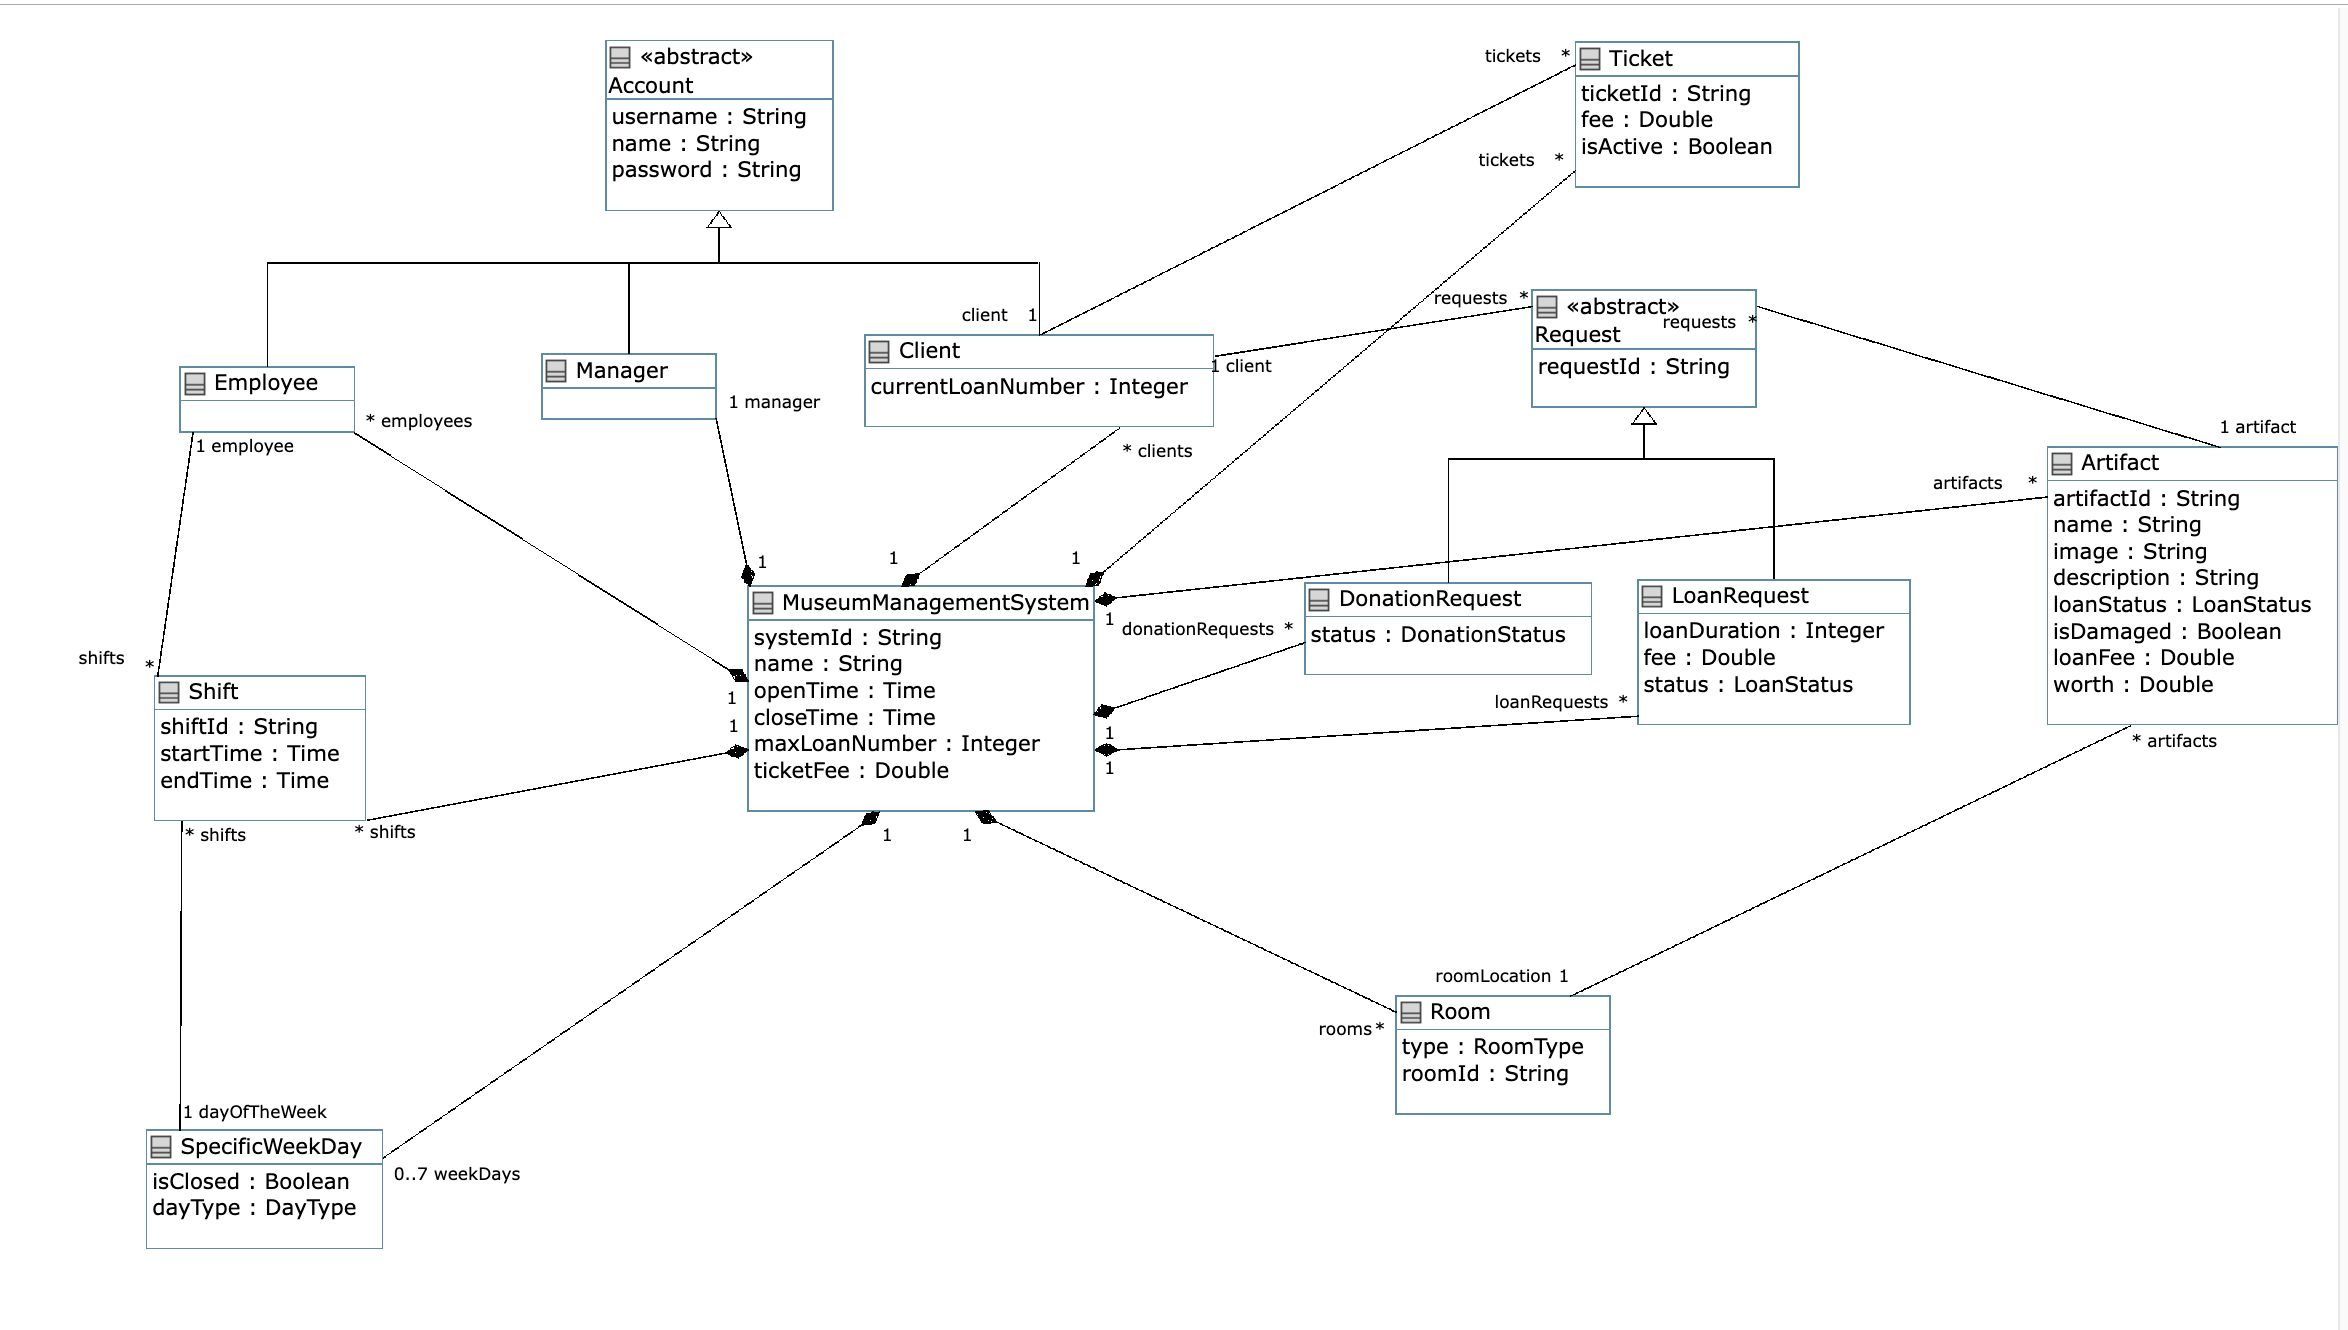 «abstract»
Account
username : String
name : String
password : String
tickets *
Ticket
ticketId : String
fee : Double
isActive : Boolean
tickets *
requests *
«abstract»
Request
requests *
requestId : String
client 1
Client
currentLoanNumber : Integer
1 client
* clients
Employee
* employees
1 employee
Manager
1 manager
1 artifact
Artifact
artifactId : String
name : String
image : String
description : String
loanStatus : LoanStatus
isDamaged : Boolean
loanFee : Double
worth : Double
artifacts *
* artifacts
1
1
1
1
MuseumManagementSystem
systemId : String
name : String
openTime : Time
closeTime : Time
maxLoanNumber : Integer
ticketFee : Double
1
1
1
1
1
1
donationRequests *
DonationRequest
status : DonationStatus
LoanRequest
loanDuration : Integer
fee : Double
status : LoanStatus
loanRequests *
shifts *
Shift
shiftId : String
startTime : Time
endTime : Time
* shifts
* shifts
roomLocation 1
Room
type : RoomType
roomId : String
rooms *
1 dayOfTheWeek
SpecificWeekDay
isClosed : Boolean
dayType : DayType
0..7 weekDays